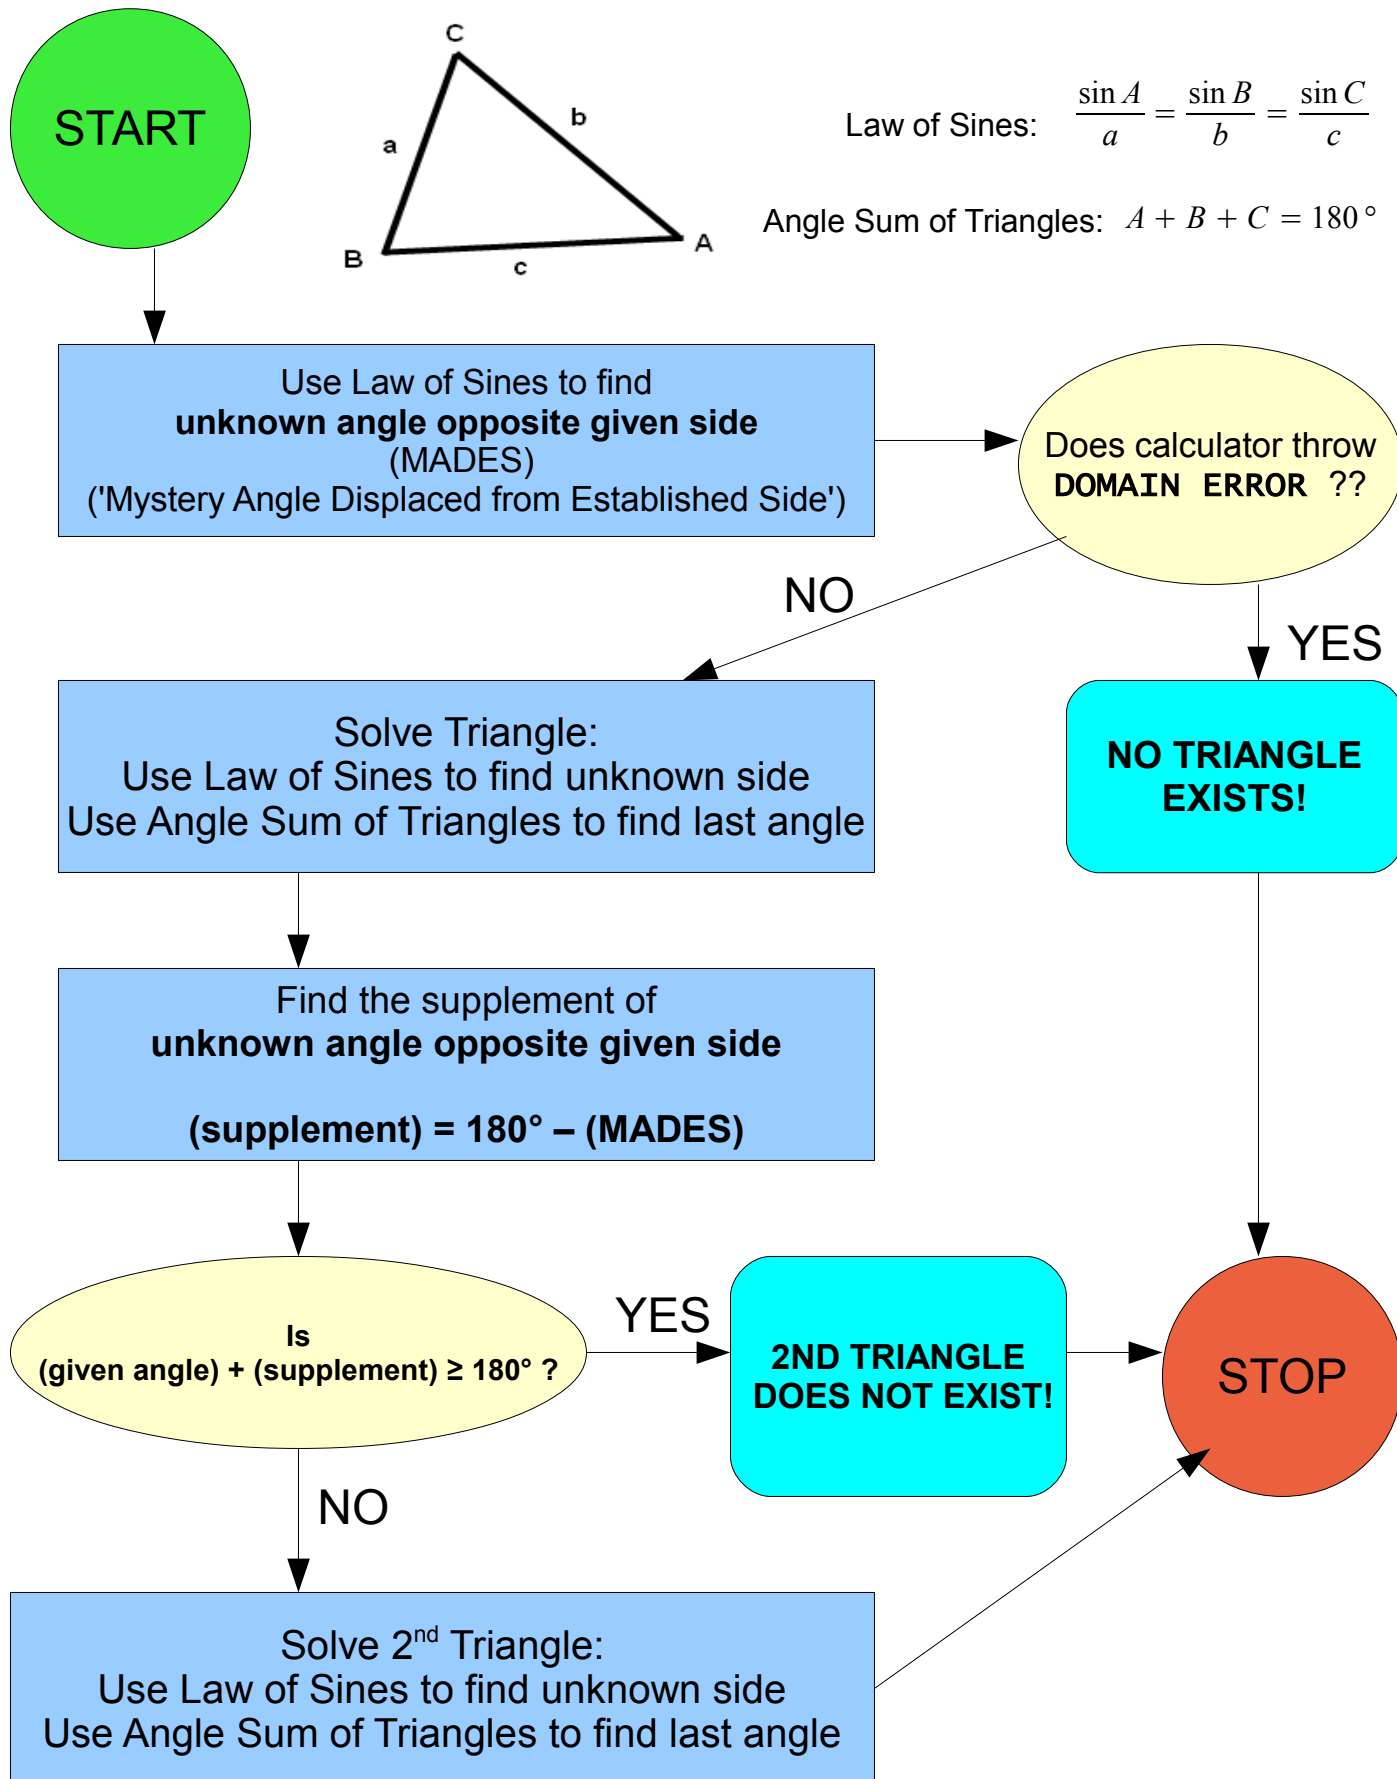 START
C
a
b
B
c
A
Law of Sines: sin A / a = sin B / b = sin C / c
Angle Sum of Triangles: A + B + C = 180 °
Use Law of Sines to find
unknown angle opposite given side
(MADES)
('Mystery Angle Displaced from Established Side')
Does calculator throw
DOMAIN ERROR ??
NO
YES
Solve Triangle:
Use Law of Sines to find unknown side
Use Angle Sum of Triangles to find last angle
NO TRIANGLE
EXISTS!
Find the supplement of
unknown angle opposite given side
(supplement) = 180° – (MADES)
Is
(given angle) + (supplement) ≥ 180° ?
YES
2ND TRIANGLE
DOES NOT EXIST!
STOP
NO
Solve 2nd Triangle:
Use Law of Sines to find unknown side
Use Angle Sum of Triangles to find last angle